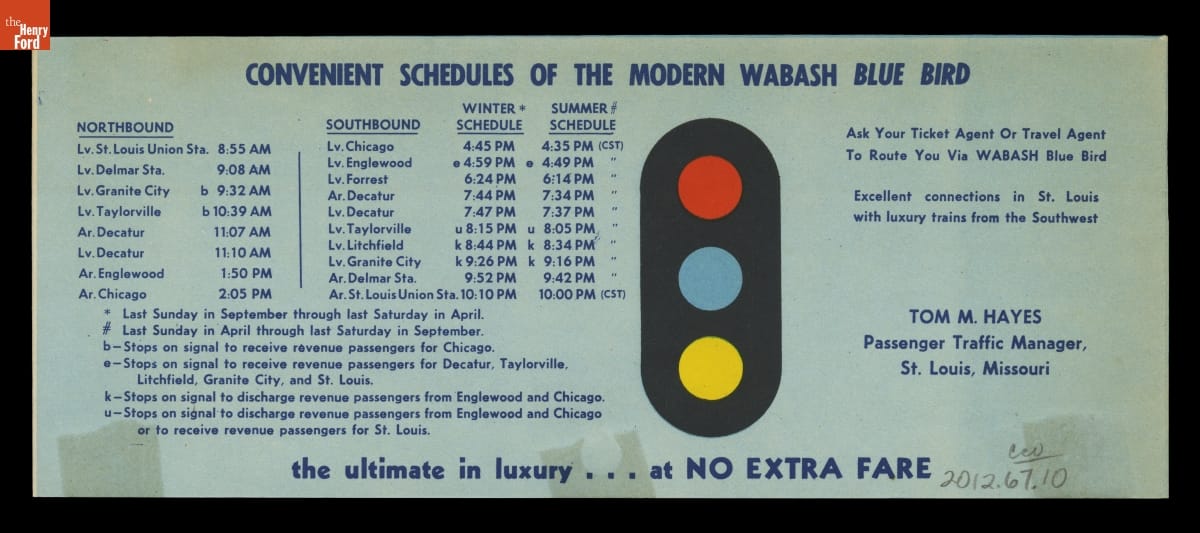 the
Henry
Ford
CONVENIENT SCHEDULES OF THE MODERN WABASH BLUE BIRD
NORTHBOUND
Lv. St. Louis Union Sta. 8:55 AM
Lv. Delmar Sta. 9:08 AM
Lv. Granite City b 9:32 AM
Lv. Taylorville b 10:39 AM
Ar. Decatur 11:07 AM
Lv. Decatur 11:10 AM
Ar. Englewood 1:50 PM
Ar. Chicago 2:05 PM
WINTER * SUMMER #
SOUTHBOUND SCHEDULE SCHEDULE
Lv. Chicago 4:45 PM 4:35 PM (CST)
Lv. Englewood e 4:59 PM e 4:49 PM "
Lv. Forrest 6:24 PM 6:14 PM "
Ar. Decatur 7:44 PM 7:34 PM "
Lv. Decatur 7:47 PM 7:37 PM "
Lv. Taylorville u 8:15 PM u 8:05 PM "
Lv. Litchfield k 8:44 PM k 8:34 PM "
Lv. Granite City k 9:26 PM k 9:16 PM "
Ar. Delmar Sta. 9:52 PM 9:42 PM "
Ar. St. Louis Union Sta. 10:10 PM 10:00 PM (CST)
* Last Sunday in September through last Saturday in April.
# Last Sunday in April through last Saturday in September.
b—Stops on signal to receive revenue passengers for Chicago.
e—Stops on signal to receive revenue passengers for Decatur, Taylorville,
Litchfield, Granite City, and St. Louis.
k—Stops on signal to discharge revenue passengers from Englewood and Chicago.
u—Stops on signal to discharge revenue passengers from Englewood and Chicago
or to receive revenue passengers for St. Louis.
Ask Your Ticket Agent Or Travel Agent
To Route You Via WABASH Blue Bird
Excellent connections in St. Louis
with luxury trains from the Southwest
TOM M. HAYES
Passenger Traffic Manager,
St. Louis, Missouri
the ultimate in luxury . . . at NO EXTRA FARE
2012.67.10